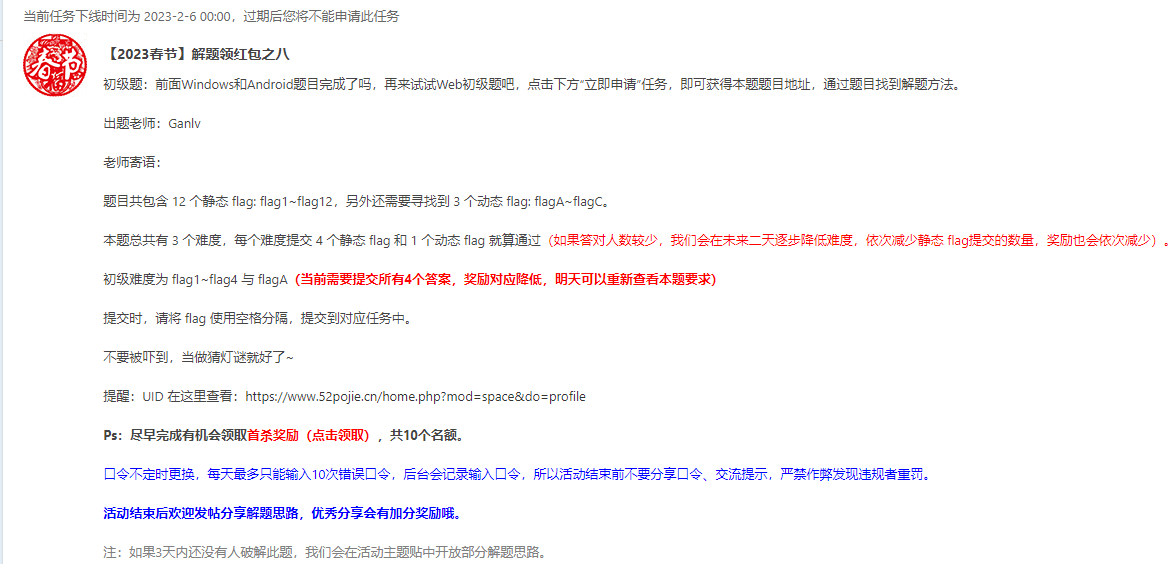 当前任务下线时间为 2023-2-6 00:00，过期后您将不能申请此任务
春节
【2023春节】解题领红包之八
初级题：前面Windows和Android题目完成了吗，再来试试Web初级题吧，点击下方“立即申请”任务，即可获得本题题目地址，通过题目找到解题方法。
出题老师：Ganlv
老师寄语：
题目共包含 12 个静态 flag: flag1~flag12，另外还需要寻找到 3 个动态 flag: flagA~flagC。
本题总共有 3 个难度，每个难度提交 4 个静态 flag 和 1 个动态 flag 就算通过（如果答对人数较少，我们会在未来二天逐步降低难度，依次减少静态 flag提交的数量，奖励也会依次减少）。
初级难度为 flag1~flag4 与 flagA（当前需要提交所有4个答案，奖励对应降低，明天可以重新查看本题要求）
提交时，请将 flag 使用空格分隔，提交到对应任务中。
不要被吓到，当做猜灯谜就好了~
提醒：UID 在这里查看：https://www.52pojie.cn/home.php?mod=space&do=profile
Ps：尽早完成有机会领取首杀奖励（点击领取），共10个名额。
口令不定时更换，每天最多只能输入10次错误口令，后台会记录输入口令，所以活动结束前不要分享口令、交流提示，严禁作弊发现违规者重罚。
活动结束后欢迎发帖分享解题思路，优秀分享会有加分奖励哦。
注：如果3天内还没有人破解此题，我们会在活动主题贴中开放部分解题思路。